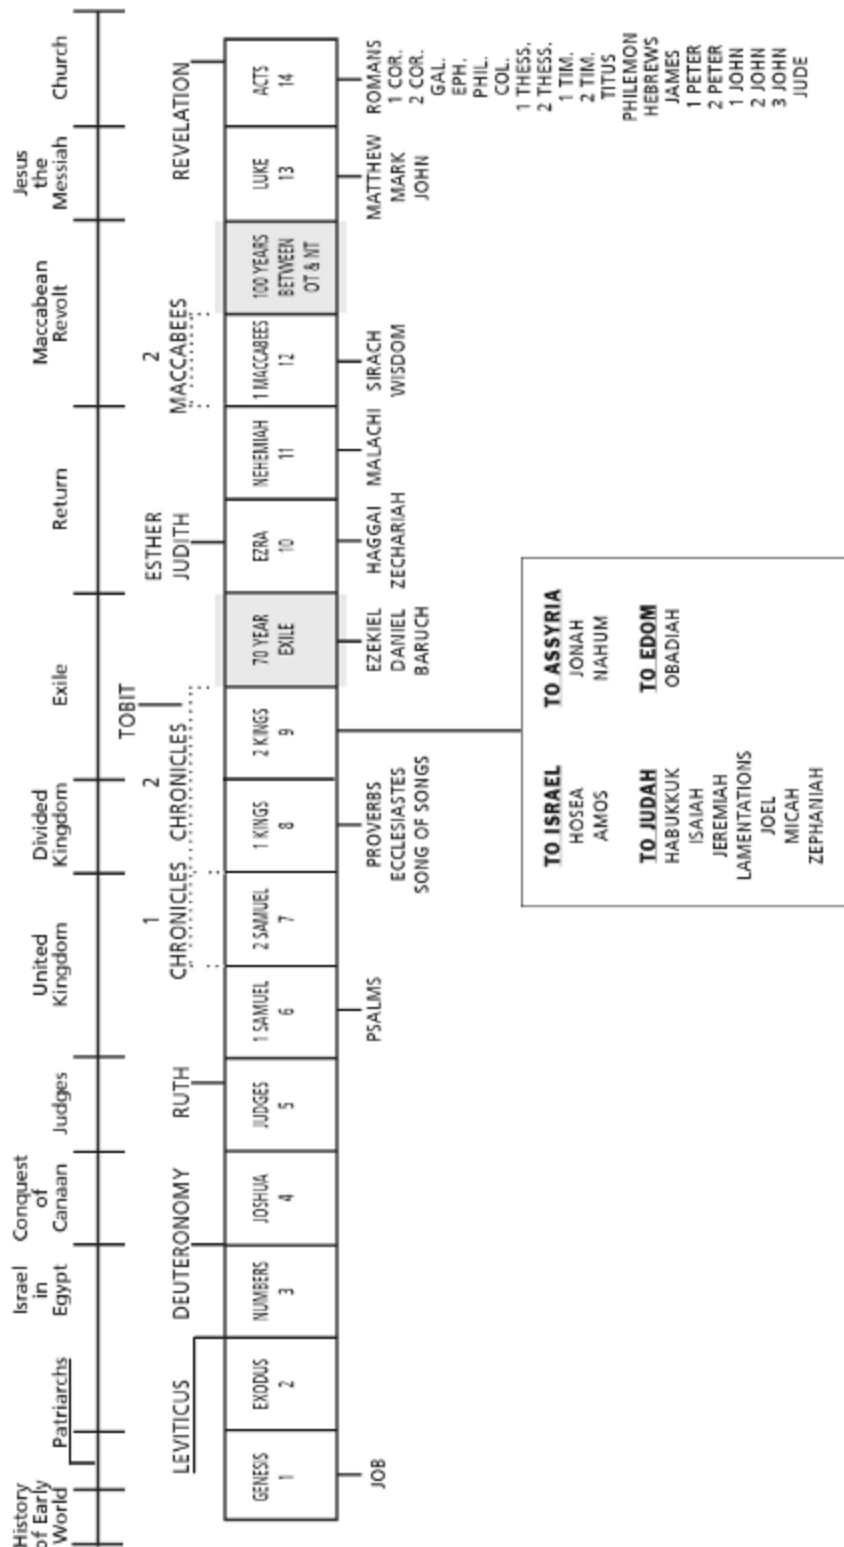 History
of Early
World
Patriarchs
Israel
in
Egypt
Conquest
of
Canaan
Judges
United
Kingdom
Divided
Kingdom
Exile
Return
Maccabean
Revolt
Jesus
the
Messiah
Church
LEVITICUS
DEUTERONOMY
RUTH
1
CHRONICLES
2
CHRONICLES
TOBIT
ESTHER
JUDITH
2
MACCABEES
REVELATION
GENESIS
1
EXODUS
2
NUMBERS
3
JOSHUA
4
JUDGES
5
1 SAMUEL
6
2 SAMUEL
7
1 KINGS
8
2 KINGS
9
70 YEAR
EXILE
EZRA
10
NEHEMIAH
11
1 MACCABEES
12
100 YEARS
BETWEEN
OT & NT
LUKE
13
ACTS
14
JOB
PSALMS
PROVERBS
ECCLESIASTES
SONG OF SONGS
EZEKIEL
DANIEL
BARUCH
HAGGAI
ZECHARIAH
MALACHI
SIRACH
WISDOM
MATTHEW
MARK
JOHN
ROMANS
1 COR.
2 COR.
GAL.
EPH.
PHIL.
COL.
1 THESS.
2 THESS.
1 TIM.
2 TIM.
TITUS
PHILEMON
HEBREWS
JAMES
1 PETER
2 PETER
1 JOHN
2 JOHN
3 JOHN
JUDE
TO ISRAEL
HOSEA
AMOS
TO JUDAH
HABUKKUK
ISAIAH
JEREMIAH
LAMENTATIONS
JOEL
MICAH
ZEPHANIAH
TO ASSYRIA
JONAH
NAHUM
TO EDOM
OBADIAH